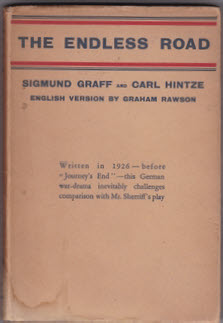 THE ENDLESS ROAD
SIGMUND GRAFF AND CARL HINTZE
ENGLISH VERSION BY GRAHAM RAWSON
Written in 1926—before
"Journey's End"—this German
war-drama inevitably challenges
comparison with Mr. Sherriff's play